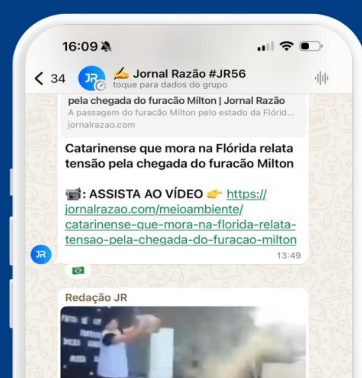 16:09
34
JR
✍️ Jornal Razão #JR56
toque para dados do grupo
pela chegada do furacão Milton | Jornal Razão
A passagem do furacão Milton pelo estado da Flórid...
jornalrazao.com
Catarinense que mora na Flórida relata
tensão pela chegada do furacão Milton
📹: ASSISTA AO VÍDEO 👉 https://
jornalrazao.com/meioambiente/
catarinense-que-mora-na-florida-relata-
tensao-pela-chegada-do-furacao-milton
13:49
JR
Redação JR